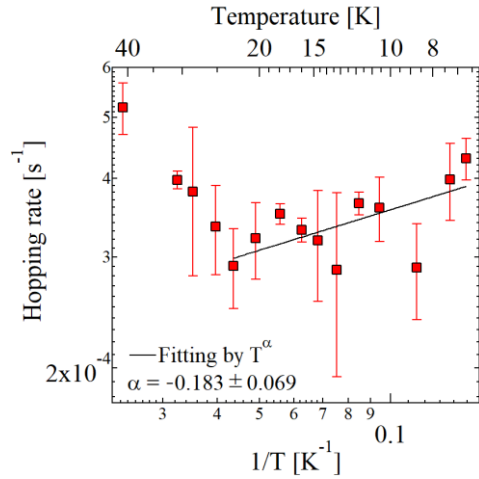 Temperature [K]
40 20 15 10 8
Hopping rate [s⁻¹]
6
5
4
3
2x10⁻⁴
—Fitting by T^α
α = -0.183 ± 0.069
3 4 5 6 7 8 9
0.1
1/T [K⁻¹]